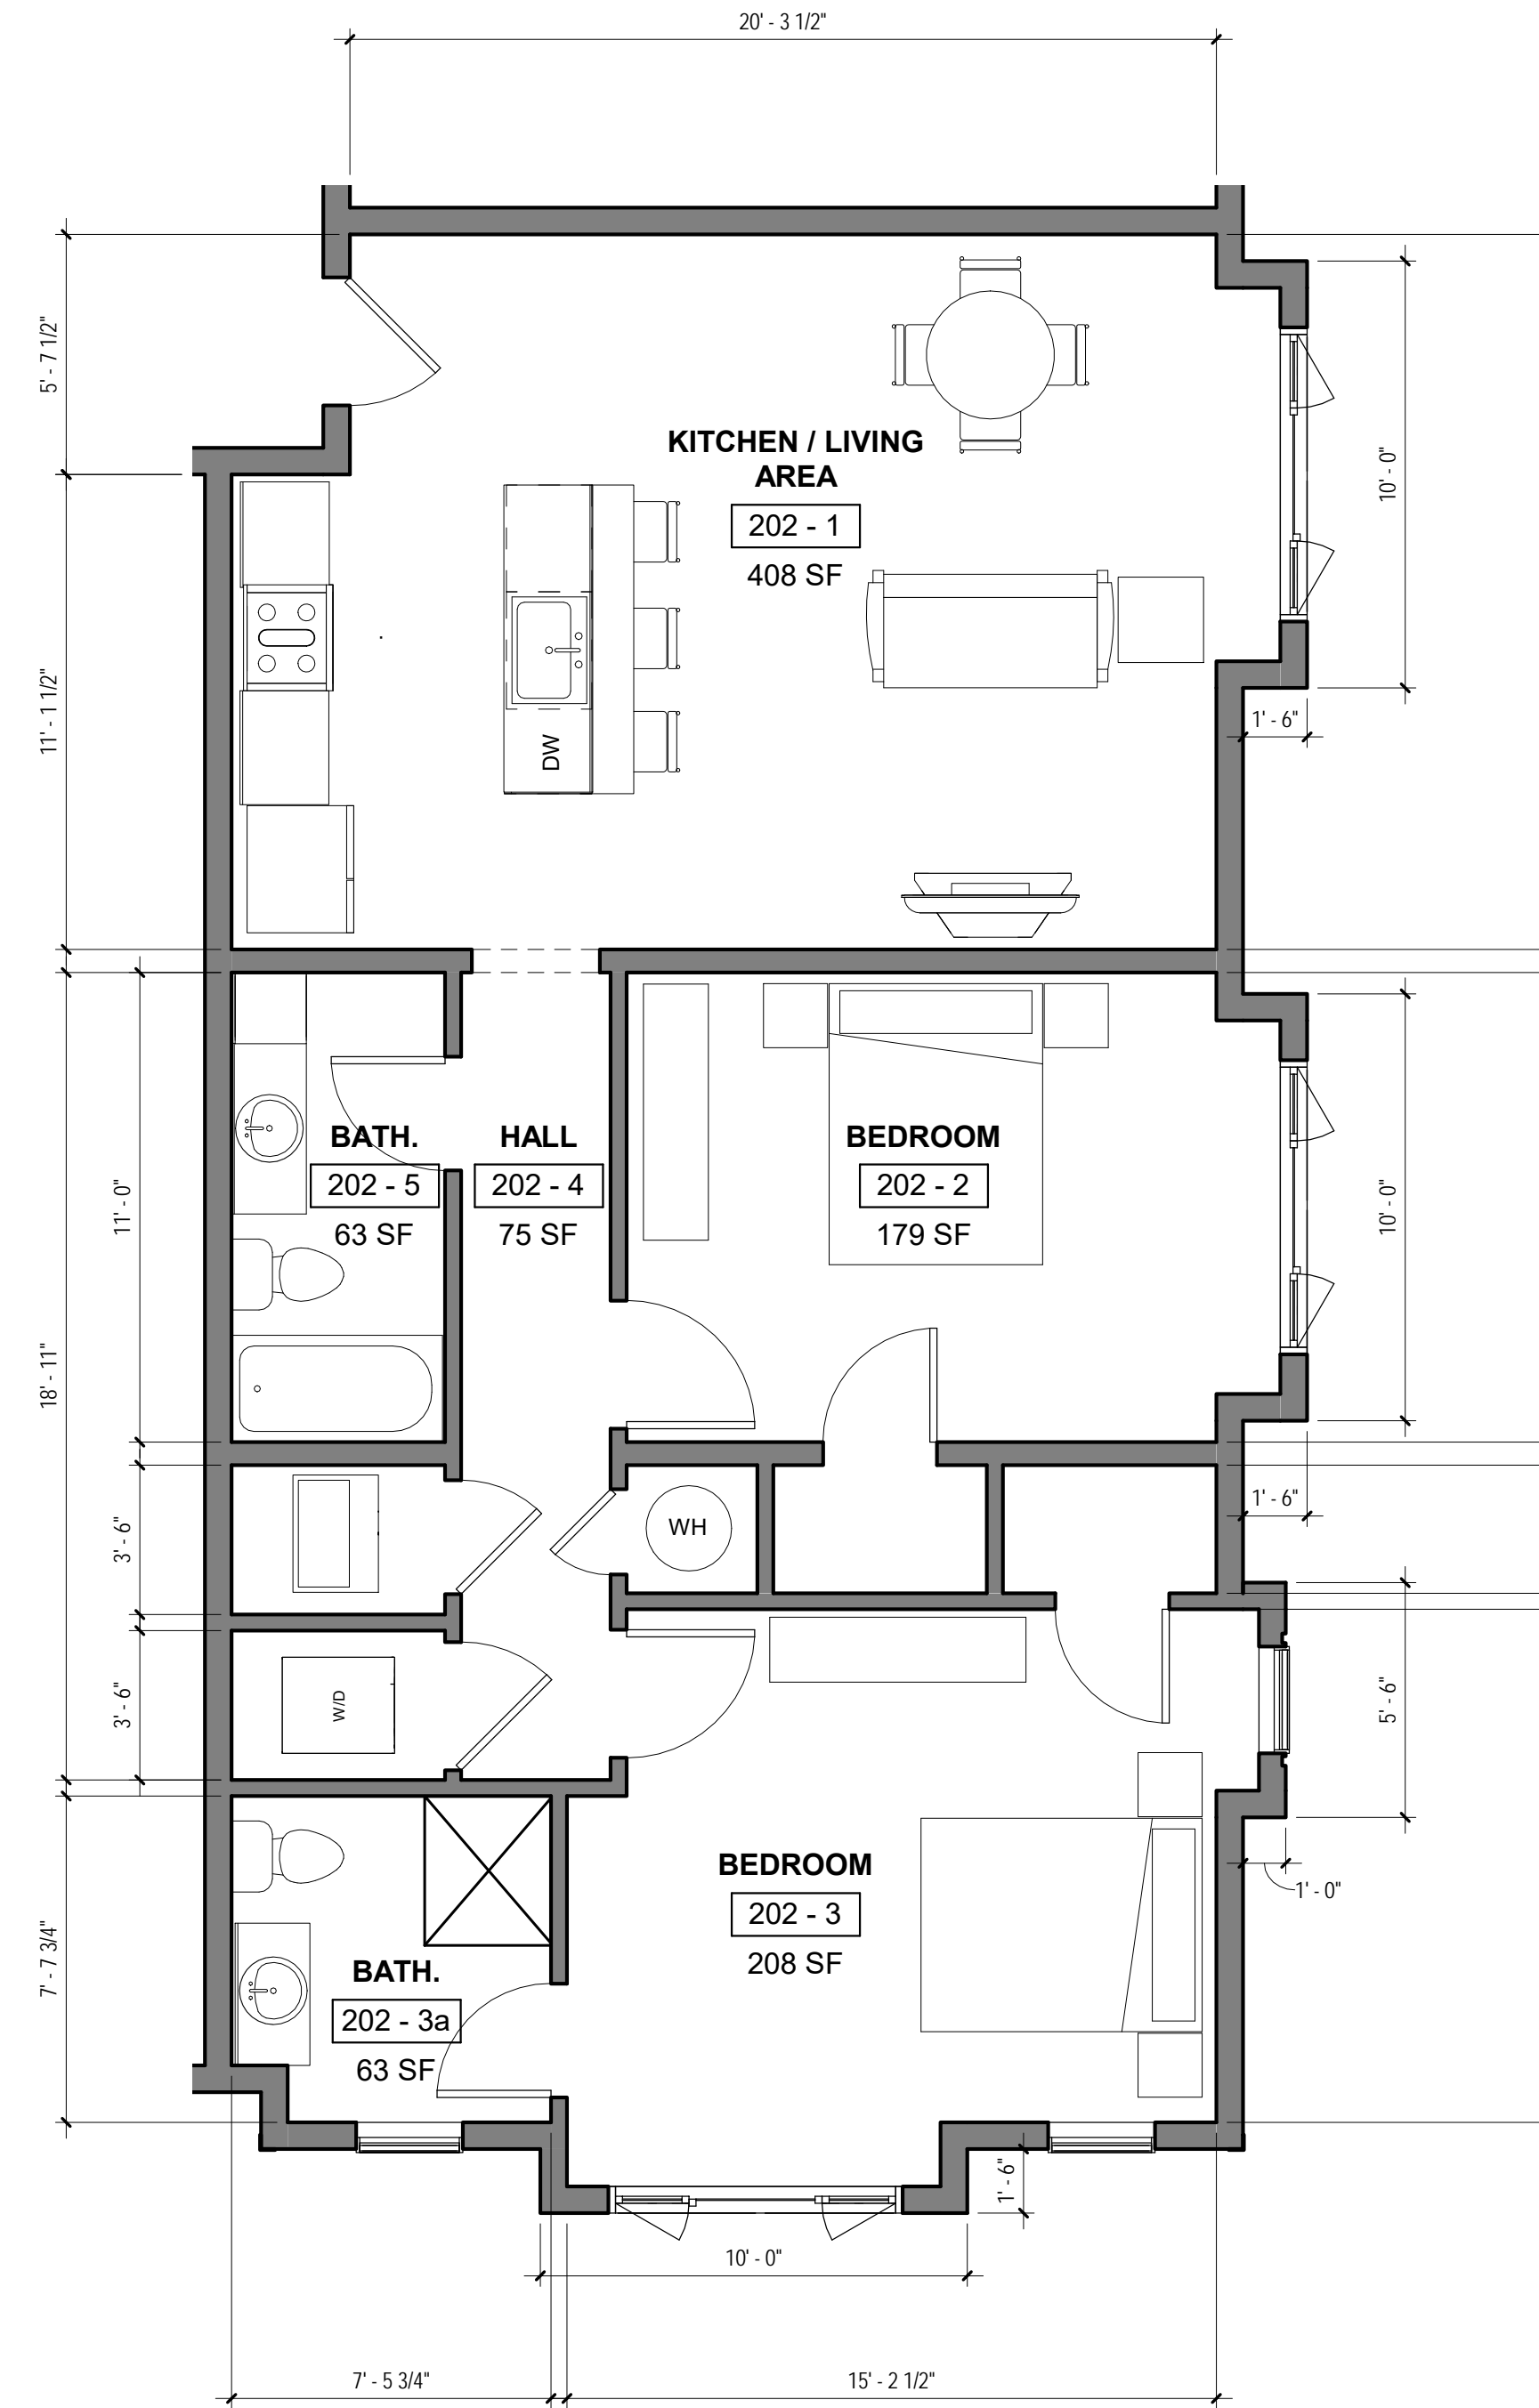 20' - 3 1/2"
5' - 7 1/2"
KITCHEN / LIVING
AREA
202 - 1
408 SF
10' - 0"
11' - 1 1/2"
1' - 6"
DW
BATH.
202 - 5
63 SF
HALL
202 - 4
75 SF
BEDROOM
202 - 2
179 SF
11' - 0"
10' - 0"
18' - 11"
1' - 6"
WH
3' - 6"
W/D
3' - 6"
5' - 6"
BEDROOM
202 - 3
208 SF
1' - 0"
7' - 7 3/4"
BATH.
202 - 3a
63 SF
1' - 6"
10' - 0"
7' - 5 3/4"
15' - 2 1/2"